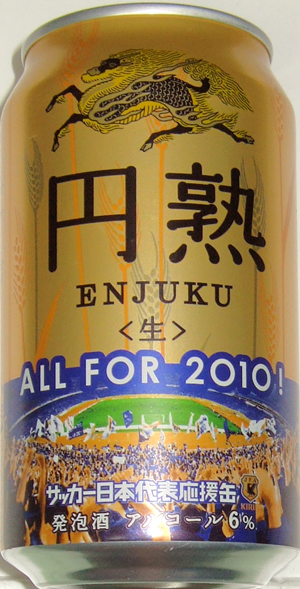 円熟
ENJUKU
<生>
ALL FOR 2010!
サッカー日本代表応援缶
KIRIN
発泡酒 アルコール6%